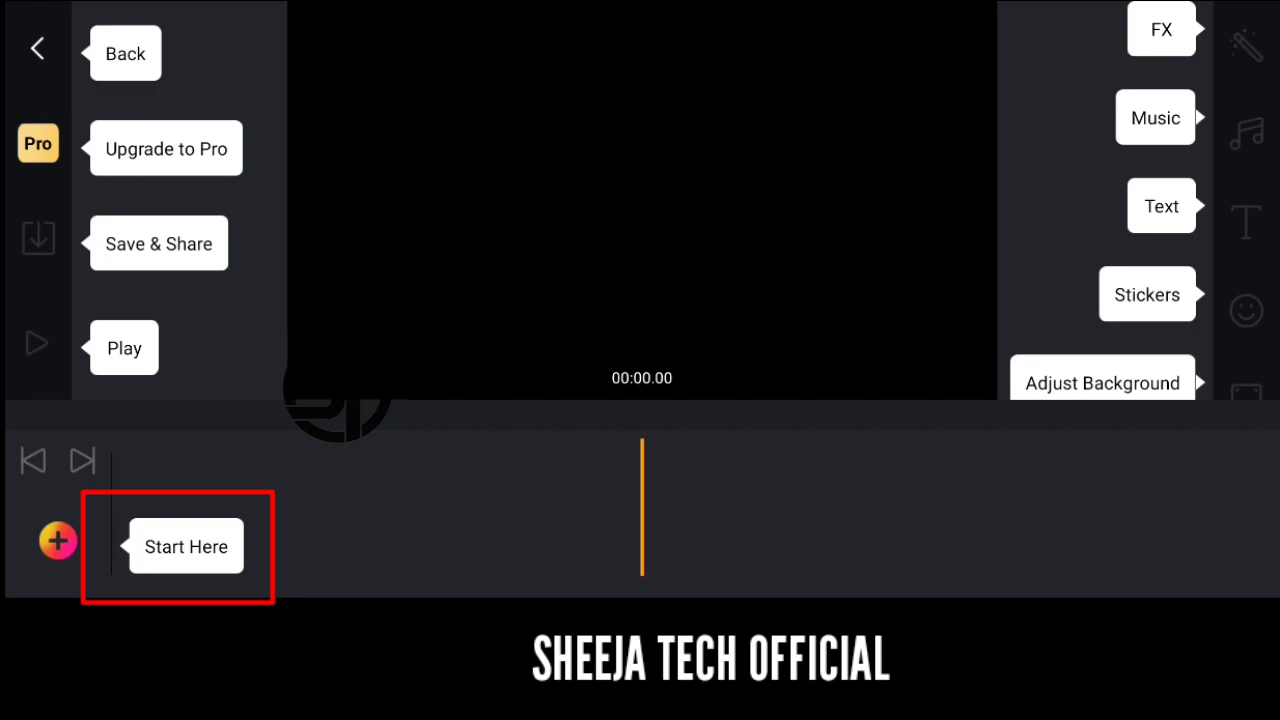 Back
Pro
Upgrade to Pro
Save & Share
Play
FX
Music
Text
Stickers
Adjust Background
00:00.00
Start Here
SHEEJA TECH OFFICIAL